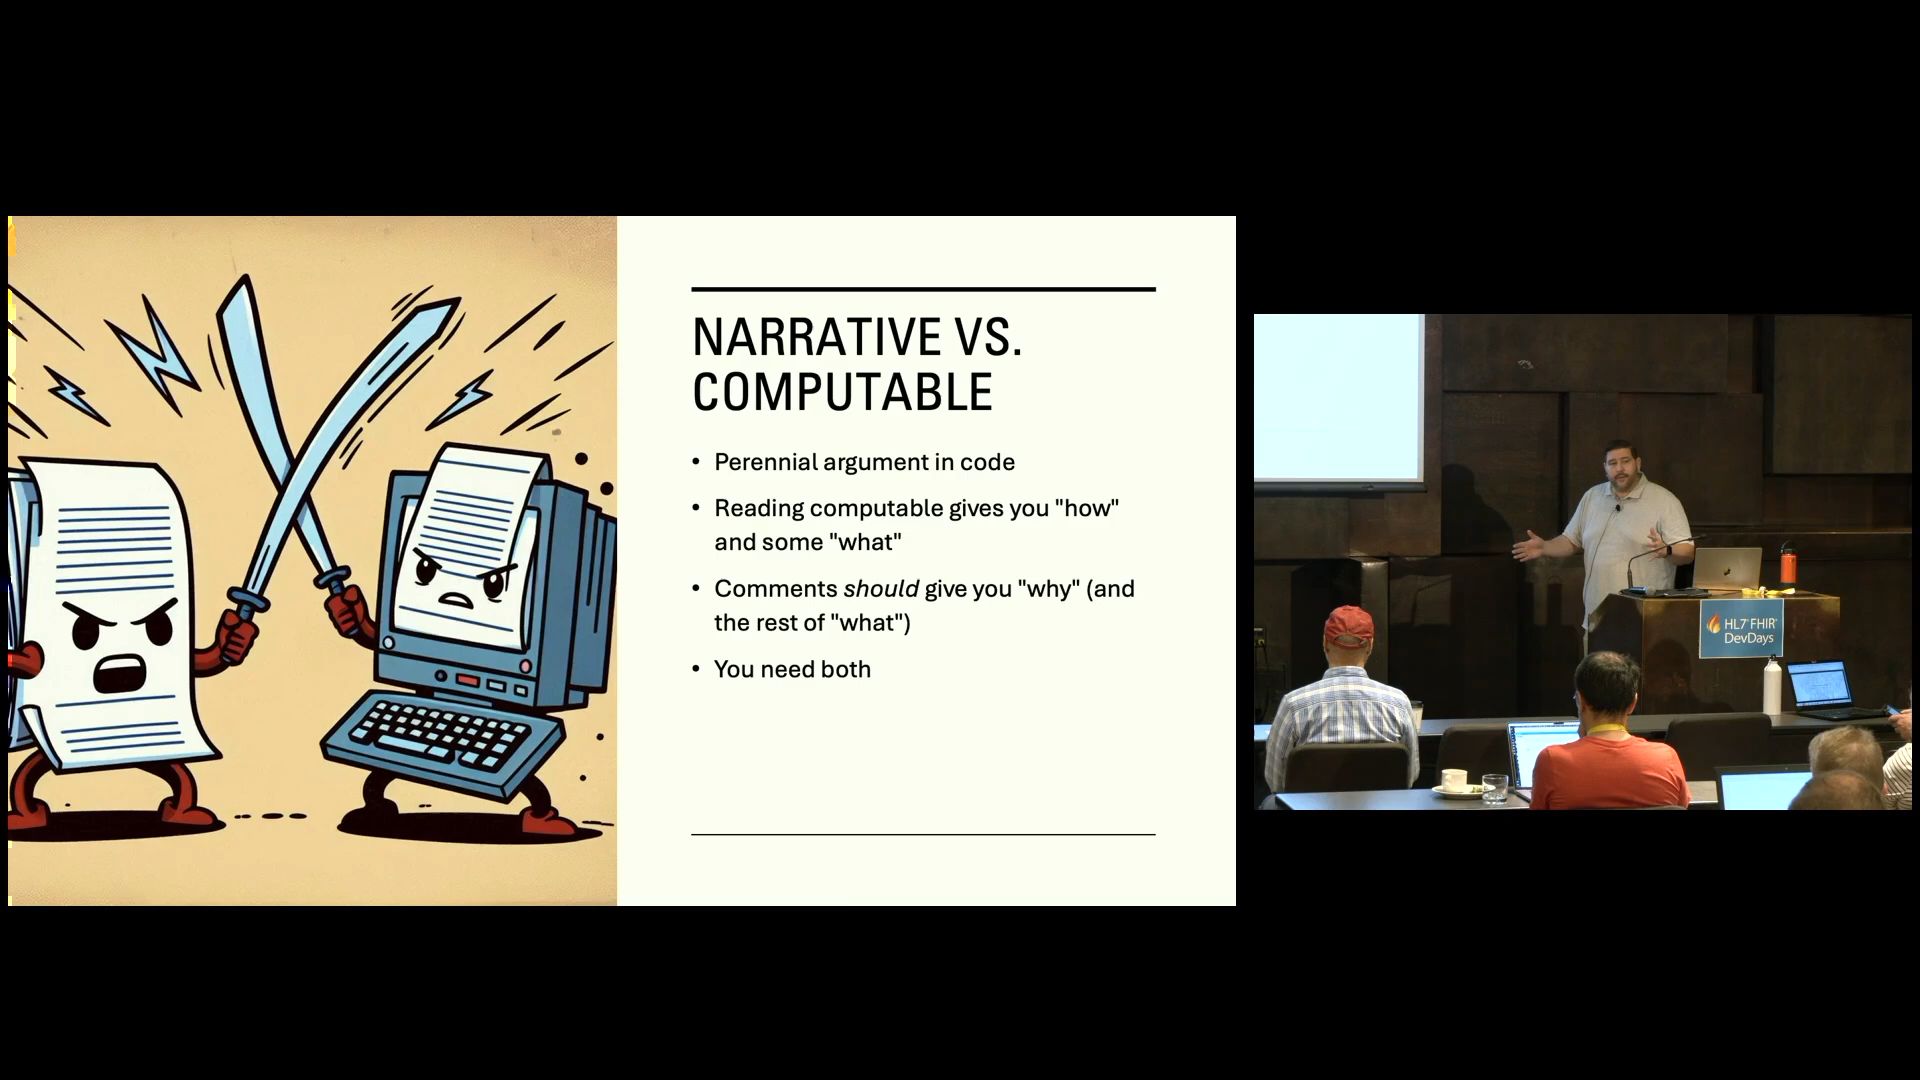 NARRATIVE VS.
COMPUTABLE
• Perennial argument in code
• Reading computable gives you "how"
and some "what"
• Comments should give you "why" (and
the rest of "what")
• You need both
HL7® FHIR®
DevDays